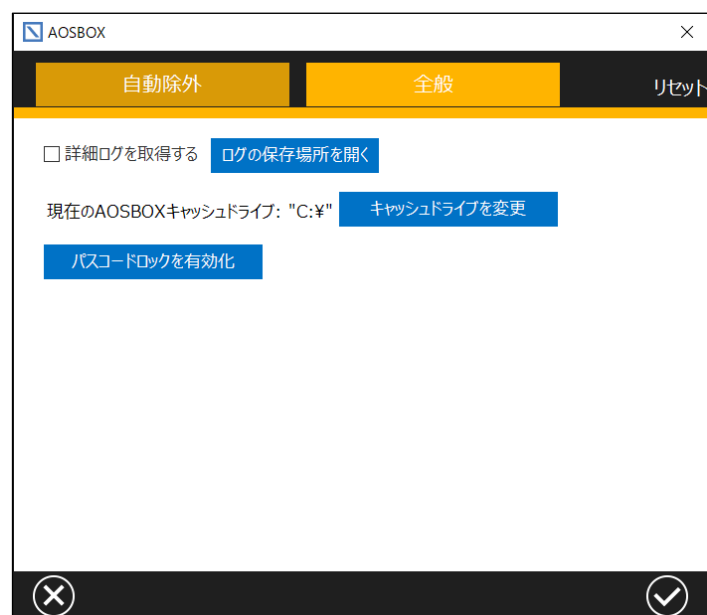 AOSBOX
自動除外 全般 リセット
詳細ログを取得する ログの保存場所を開く
現在のAOSBOXキャッシュドライブ: "C:¥" キャッシュドライブを変更
パスコードロックを有効化